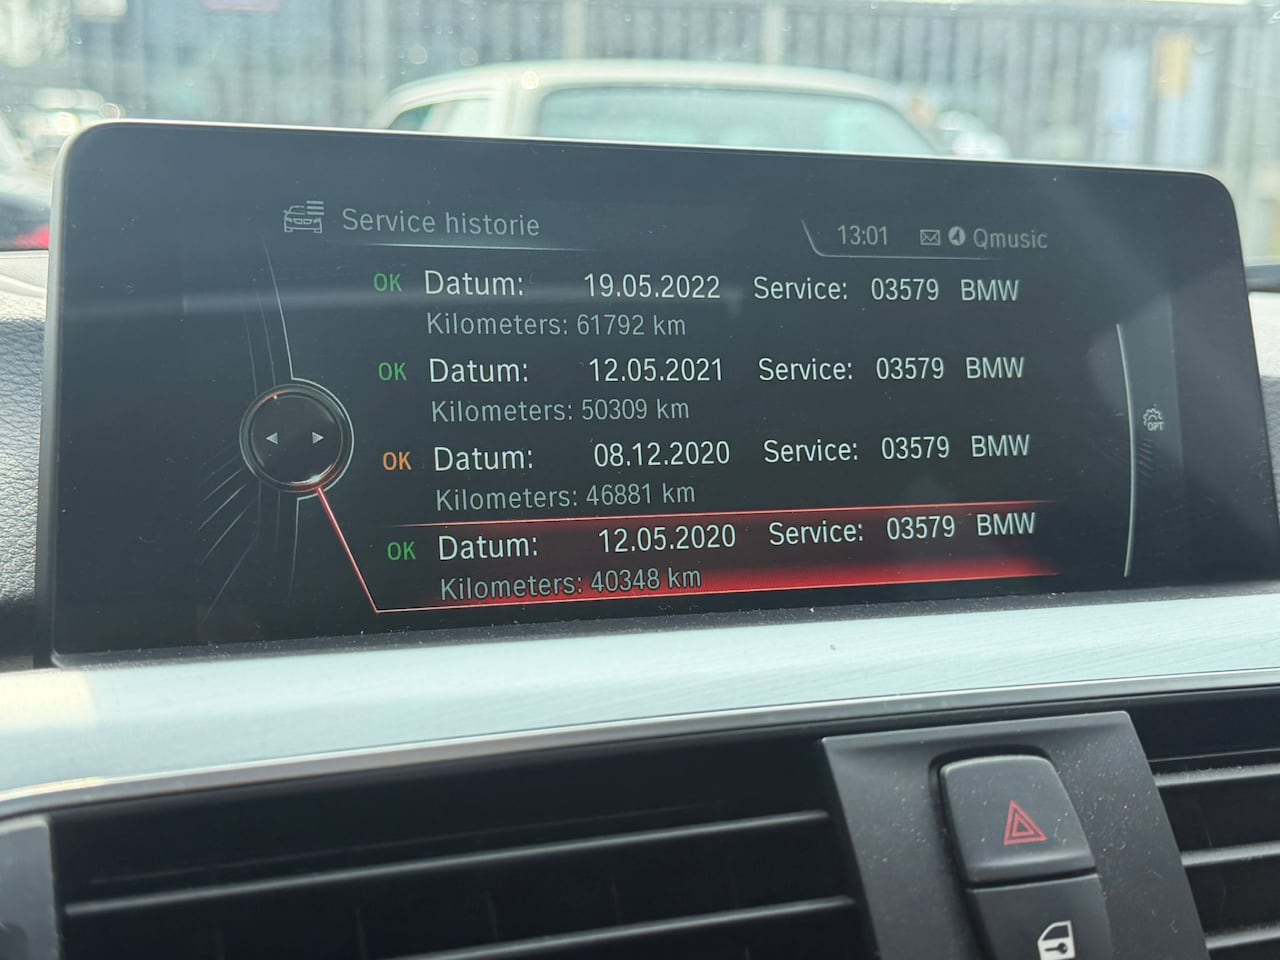 Service historie
13:01 Qmusic
OK Datum: 19.05.2022 Service: 03579 BMW
Kilometers: 61792 km
OK Datum: 12.05.2021 Service: 03579 BMW
Kilometers: 50309 km
OK Datum: 08.12.2020 Service: 03579 BMW
Kilometers: 46881 km
OK Datum: 12.05.2020 Service: 03579 BMW
Kilometers: 40348 km
OPT